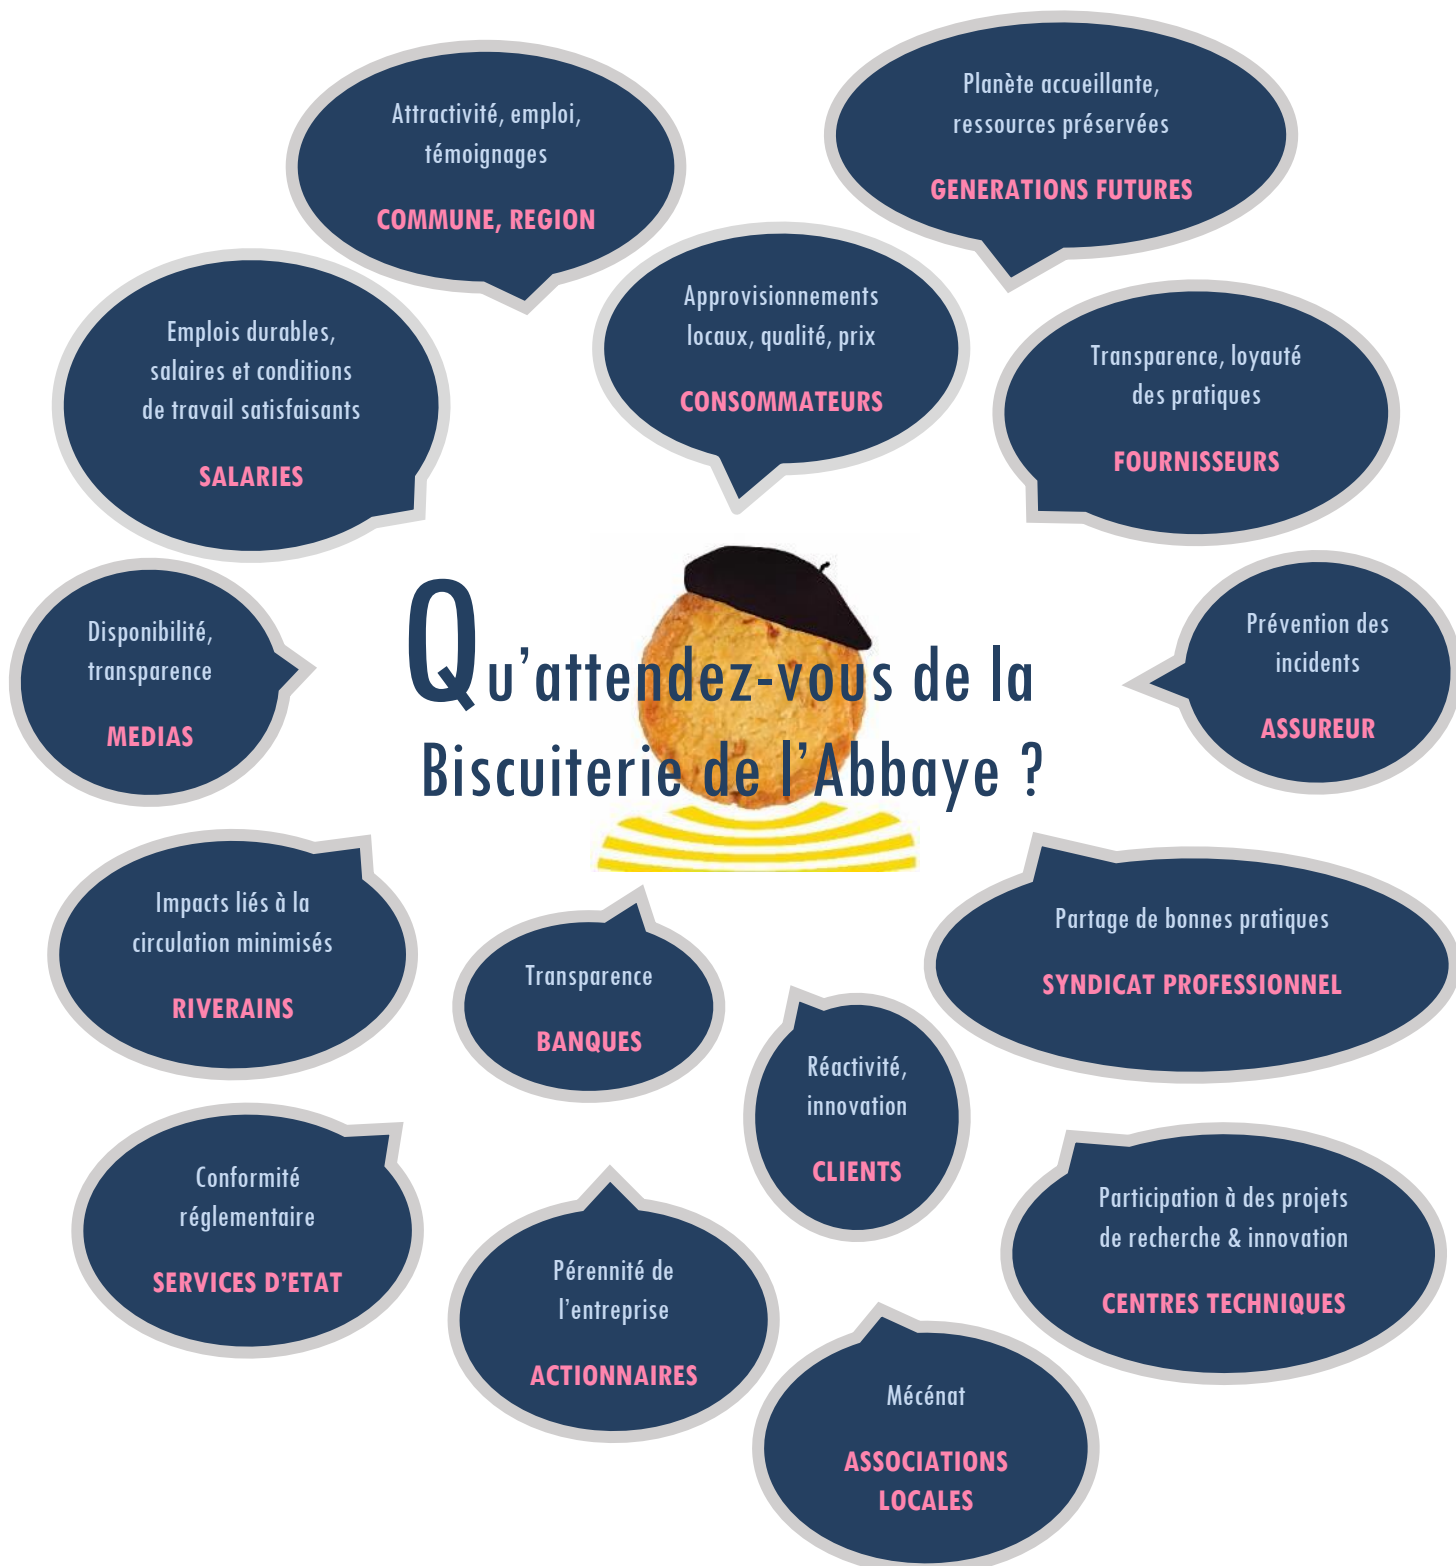 Attractivité, emploi,
témoignages
COMMUNE, REGION
Planète accueillante,
ressources préservées
GENERATIONS FUTURES
Emplois durables,
salaires et conditions
de travail satisfaisants
SALARIES
Approvisionnements
locaux, qualité, prix
CONSOMMATEURS
Transparence, loyauté
des pratiques
FOURNISSEURS
Disponibilité,
transparence
MEDIAS
Qu’attendez-vous de la
Biscuiterie de l’Abbaye ?
Prévention des
incidents
ASSUREUR
Impacts liés à la
circulation minimisés
RIVERAINS
Transparence
BANQUES
Réactivité,
innovation
CLIENTS
Partage de bonnes pratiques
SYNDICAT PROFESSIONNEL
Conformité
réglementaire
SERVICES D’ETAT
Pérennité de
l’entreprise
ACTIONNAIRES
Mécénat
ASSOCIATIONS
LOCALES
Participation à des projets
de recherche & innovation
CENTRES TECHNIQUES